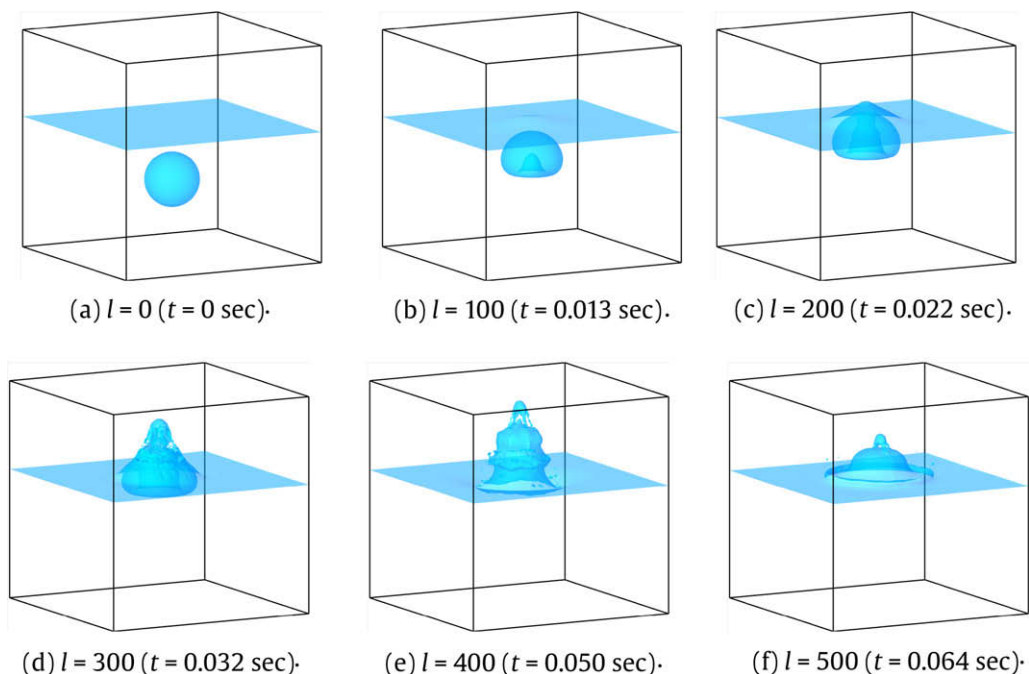 (a) l = 0 (t = 0 sec).
(b) l = 100 (t = 0.013 sec).
(c) l = 200 (t = 0.022 sec).
(d) l = 300 (t = 0.032 sec).
(e) l = 400 (t = 0.050 sec).
(f) l = 500 (t = 0.064 sec).